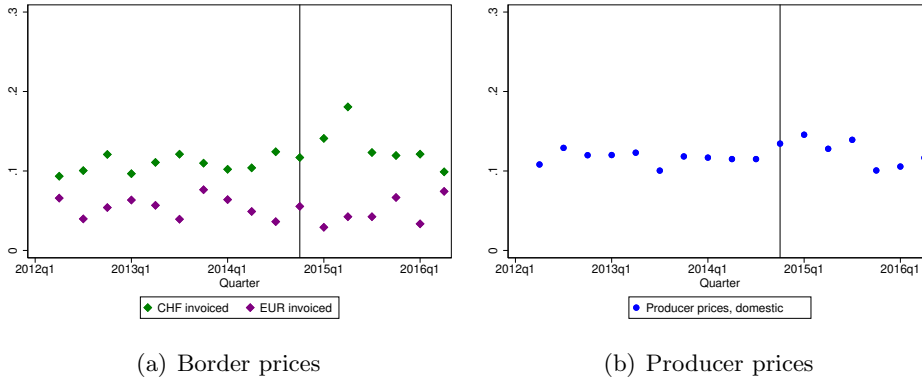 .3
.2
.1
0
2012q1 2013q1 2014q1 2015q1 2016q1
Quarter
CHF invoiced EUR invoiced
(a) Border prices
.3
.2
.1
0
2012q1 2013q1 2014q1 2015q1 2016q1
Quarter
Producer prices, domestic
(b) Producer prices